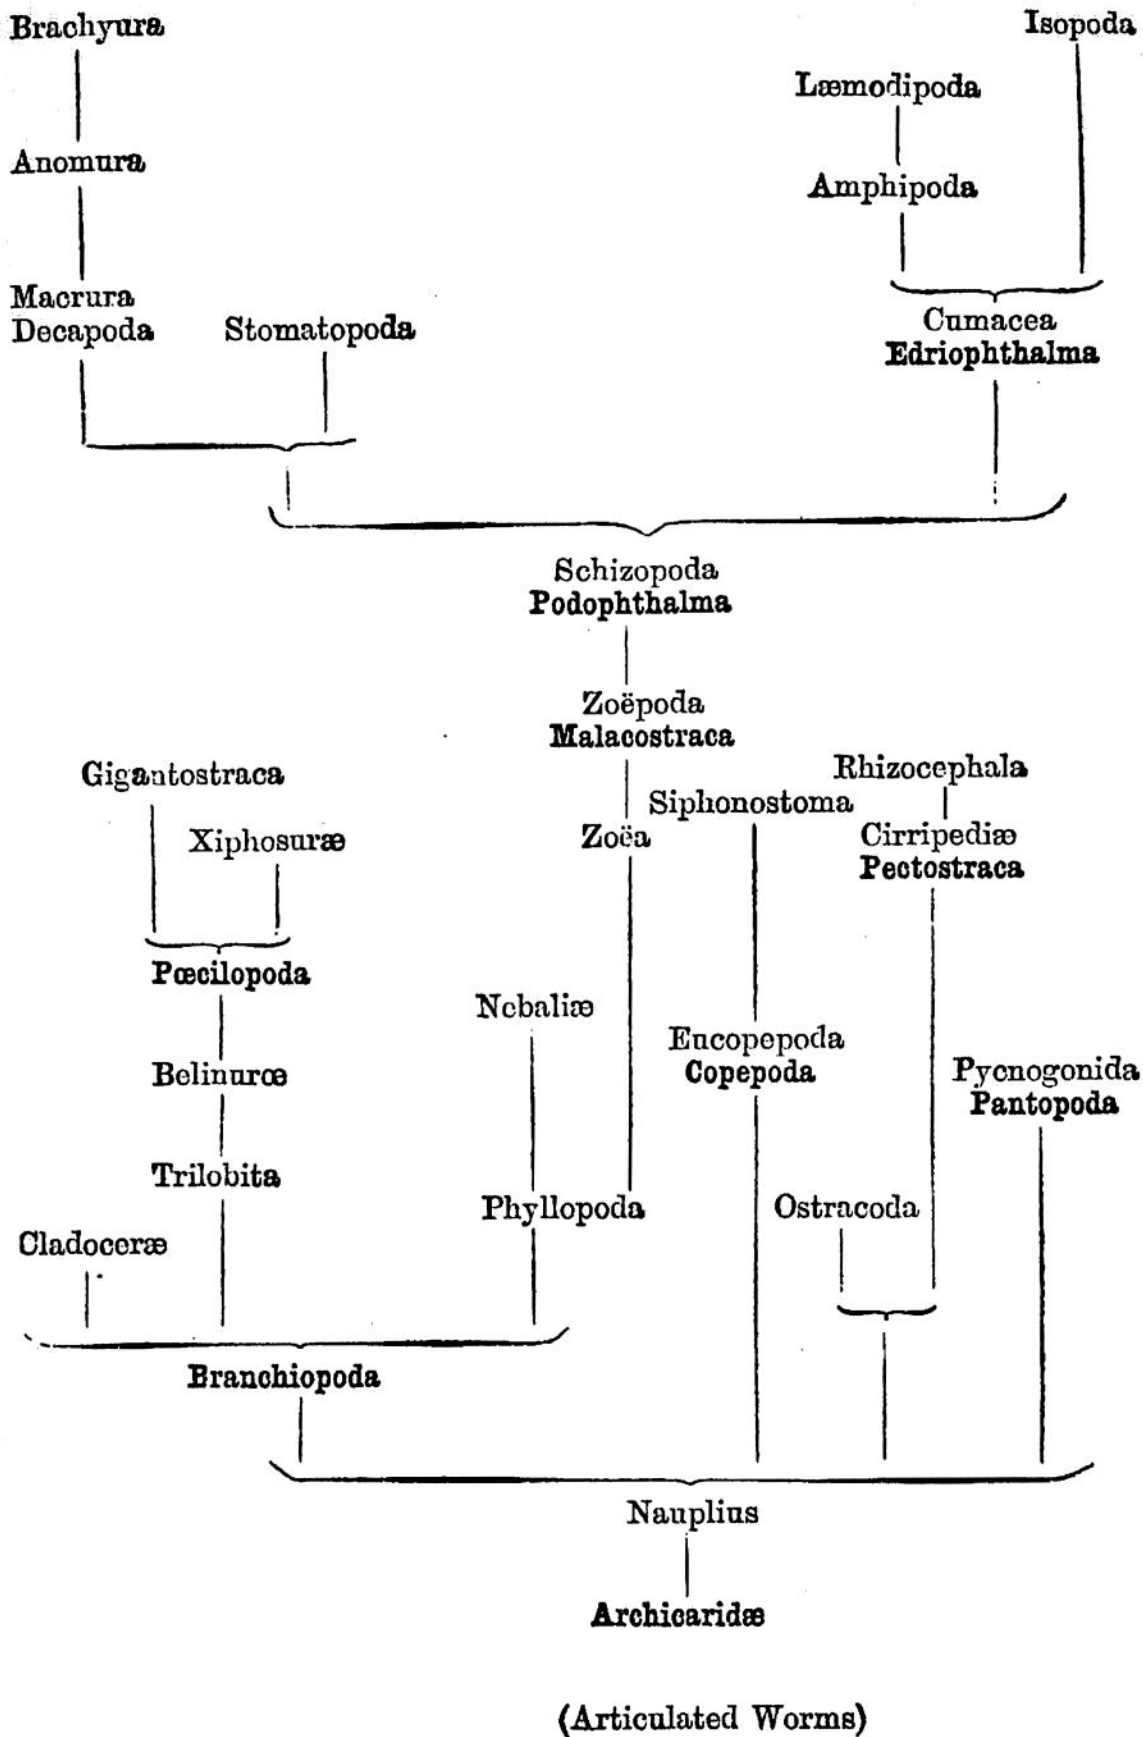 Brachyura
Isopoda
Læmodipoda
Anomura
Amphipoda
Macrura
Decapoda
Stomatopoda
Cumacea
Edriophthalma
Schizopoda
Podophthalma
Zoëpoda
Malacostraca
Gigantostraca
Rhizocephala
Siphonostoma
Xiphosuræ
Zoëa
Cirripediæ
Pectostraca
Pœcilopoda
Nebaliæ
Eucopepoda
Copepoda
Belinuræ
Pycnogonida
Pantopoda
Trilobita
Phyllopoda
Ostracoda
Cladoceræ
Branchiopoda
Nauplius
Archicaridæ
(Articulated Worms)